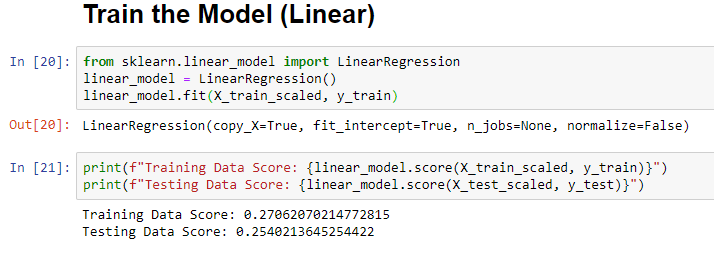 Train the Model (Linear)
In [20]: from sklearn.linear_model import LinearRegression
linear_model = LinearRegression()
linear_model.fit(X_train_scaled, y_train)
Out[20]: LinearRegression(copy_X=True, fit_intercept=True, n_jobs=None, normalize=False)
In [21]: print(f"Training Data Score: {linear_model.score(X_train_scaled, y_train)}")
print(f"Testing Data Score: {linear_model.score(X_test_scaled, y_test)}")
Training Data Score: 0.27062070214772815
Testing Data Score: 0.2540213645254422